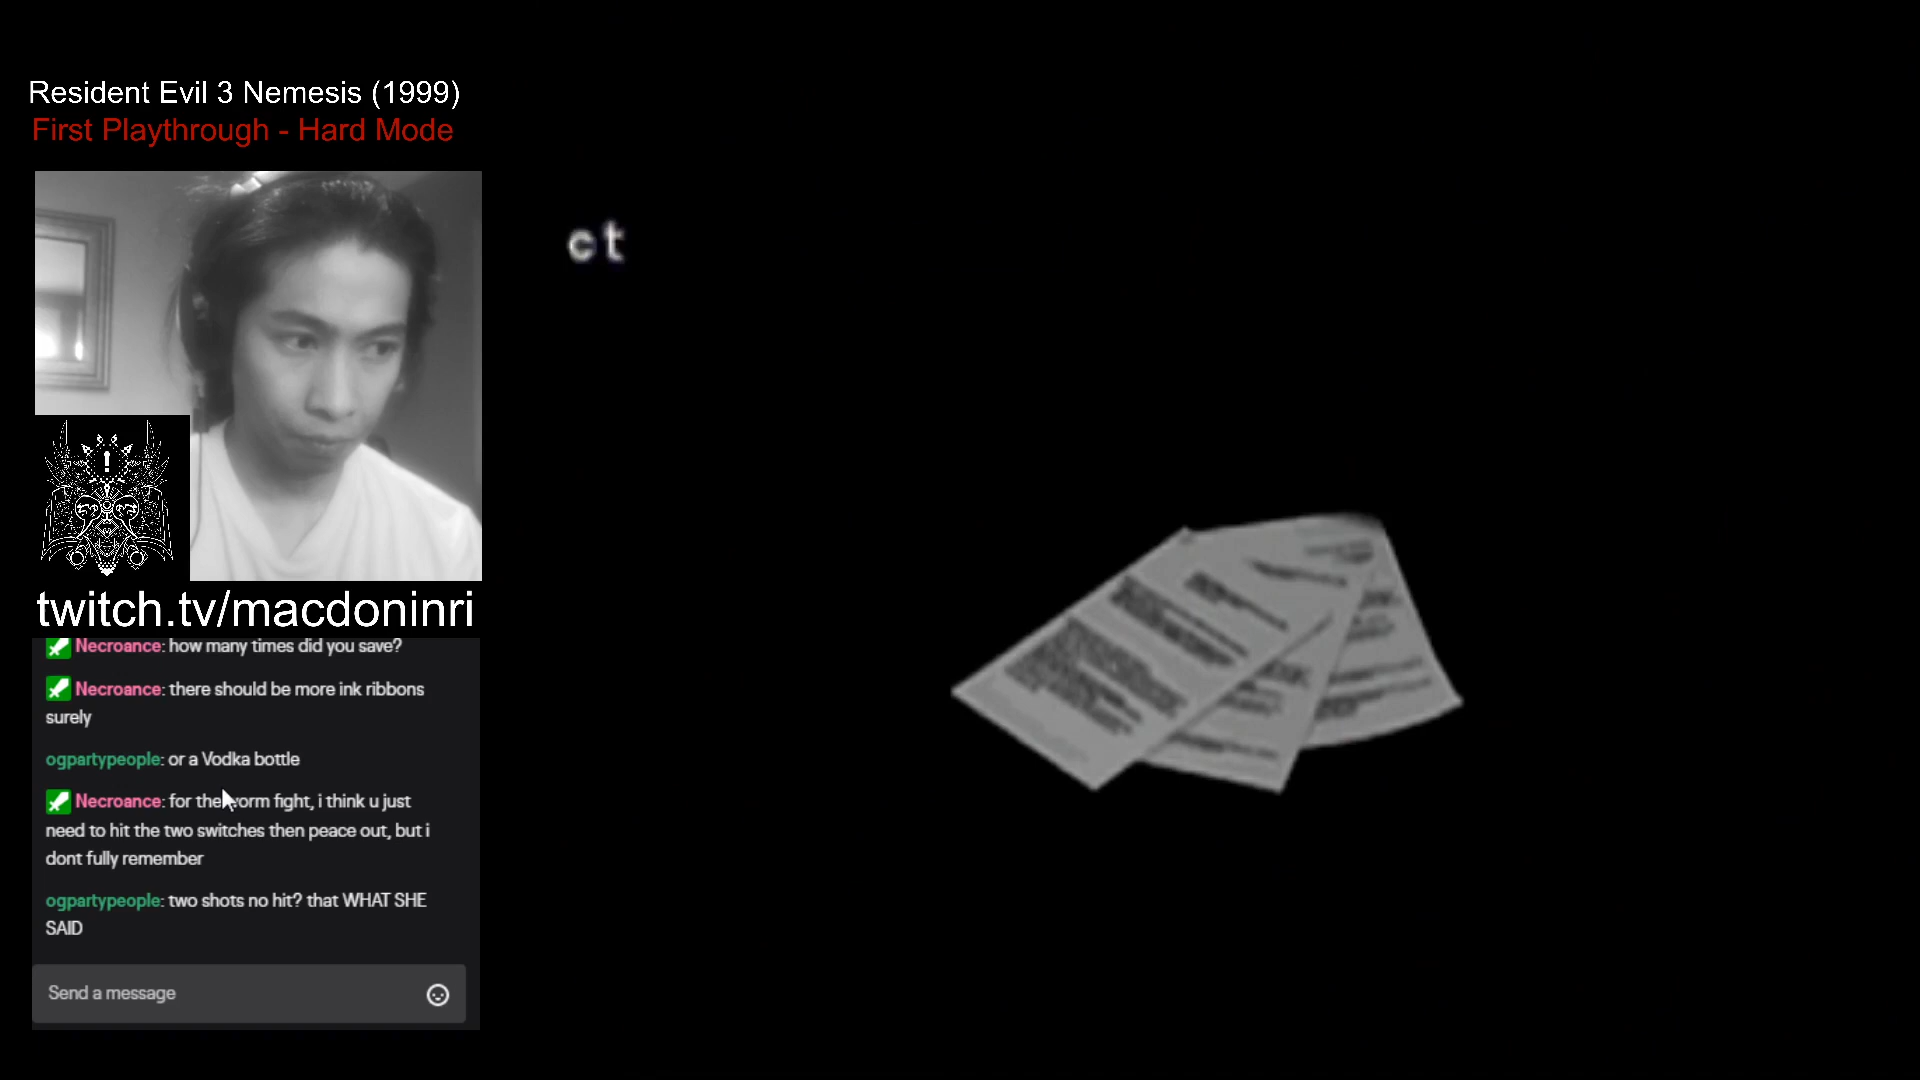 Resident Evil 3 Nemesis (1999)
First Playthrough - Hard Mode
ct
twitch.tv/macdoninri
Necroance: how many times did you save?
Necroance: there should be more ink ribbons
surely
ogpartypeople: or a Vodka bottle
Necroance: for the worm fight, i think u just
need to hit the two switches then peace out, but i
dont fully remember
ogpartypeople: two shots no hit? that WHAT SHE
SAID
Send a message